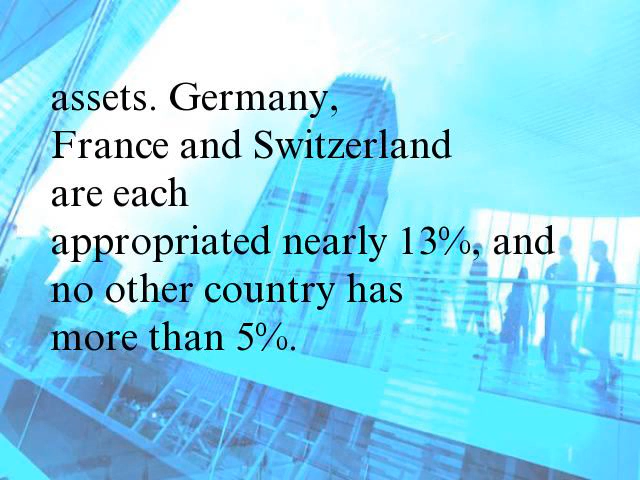 assets. Germany,
France and Switzerland
are each
appropriated nearly 13%, and
no other country has
more than 5%.